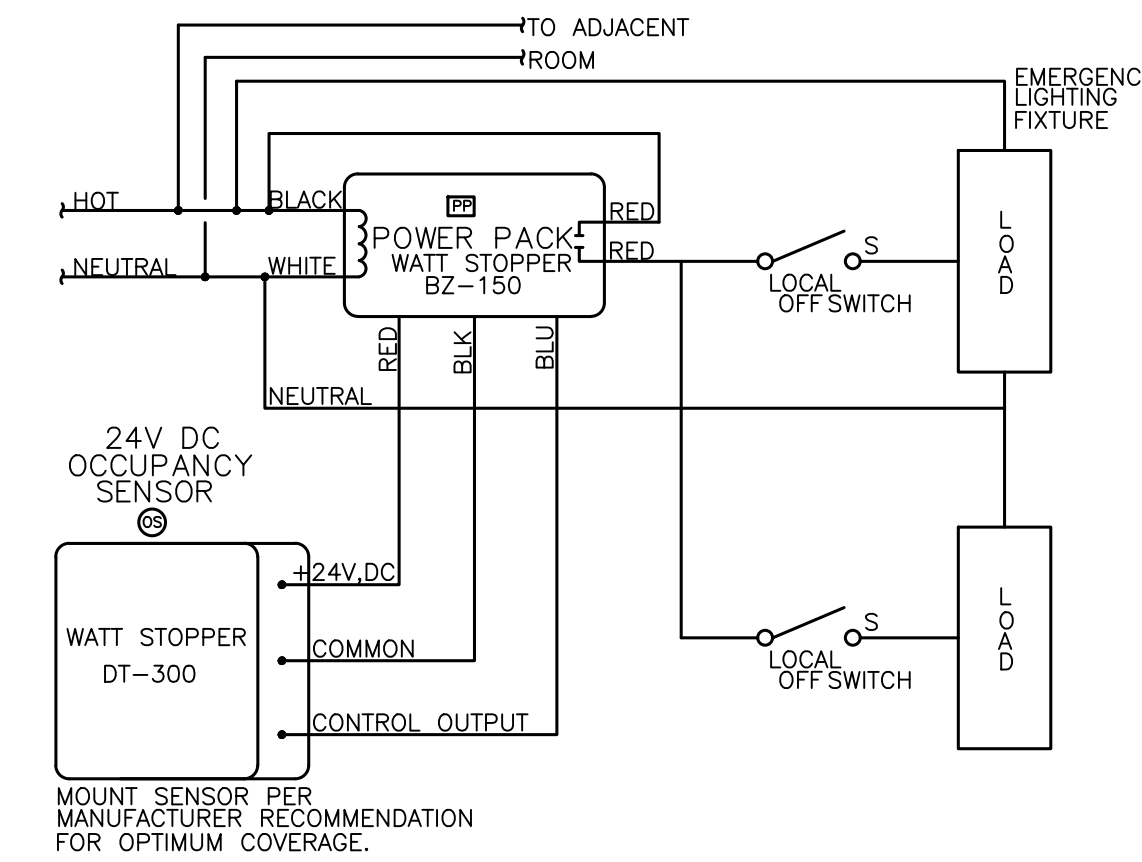 TO ADJACENT
ROOM
EMERGENC
LIGHTING
FIXTURE
HOT
BLACK
PP
RED
POWER PACK
RED
NEUTRAL
WHITE
WATT STOPPER
BZ-150
S
LOCAL
OFF SWITCH
LOAD
RED
BLK
BLU
NEUTRAL
24V DC
OCCUPANCY
SENSOR
OS
+24V,DC
WATT STOPPER
DT-300
COMMON
CONTROL OUTPUT
S
LOCAL
OFF SWITCH
LOAD
MOUNT SENSOR PER
MANUFACTURER RECOMMENDATION
FOR OPTIMUM COVERAGE.